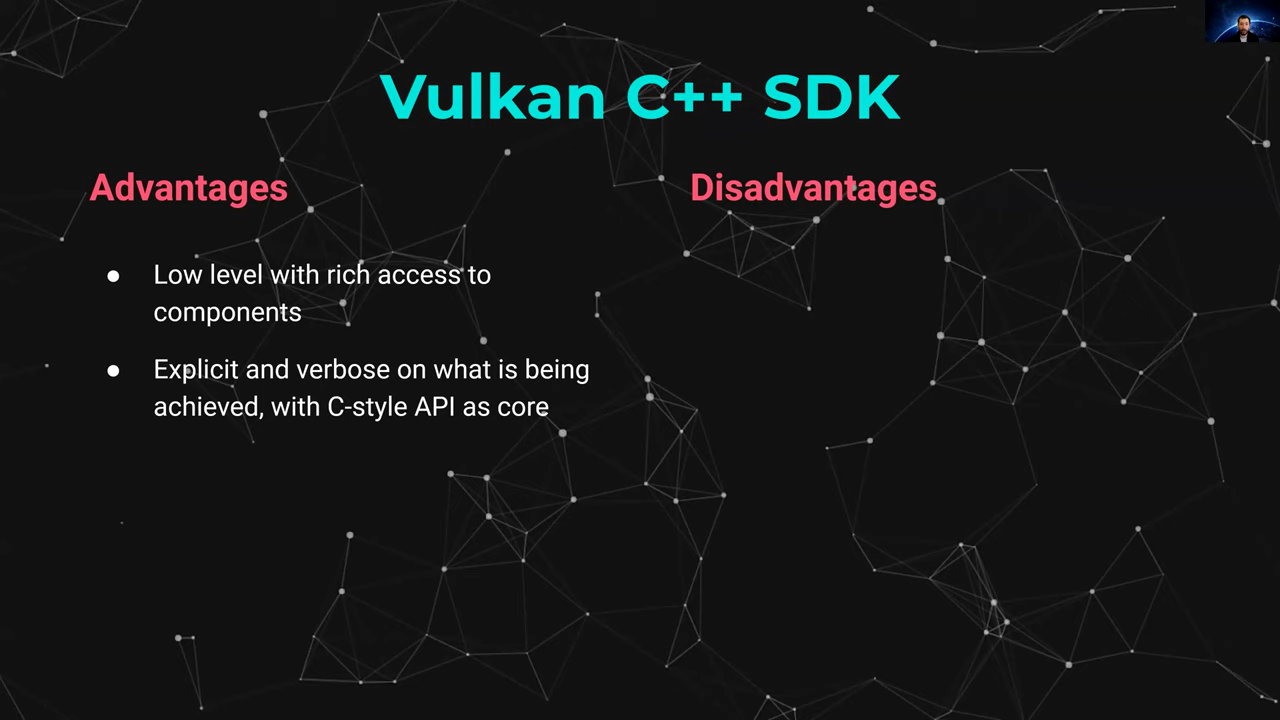 Vulkan C++ SDK
Advantages
Disadvantages
● Low level with rich access to
components
● Explicit and verbose on what is being
achieved, with C-style API as core